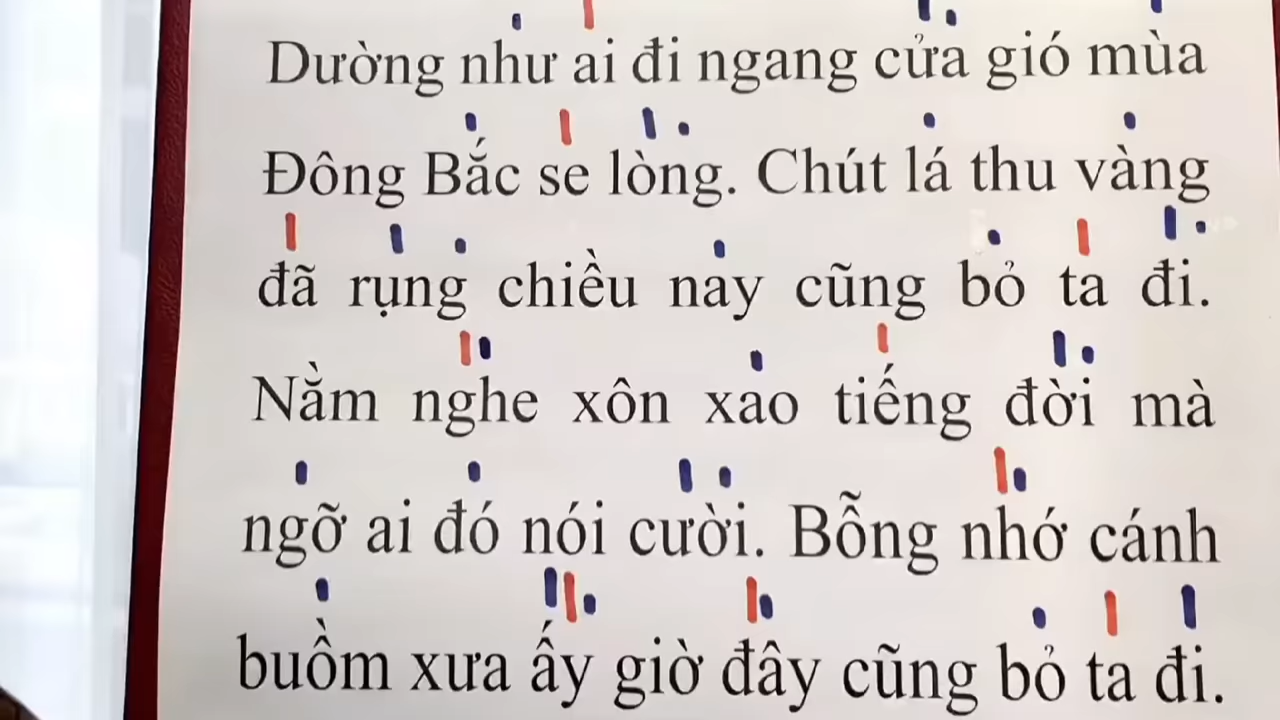 Dường như ai đi ngang cửa gió mùa
Đông Bắc se lòng. Chút lá thu vàng
đã rụng chiều nay cũng bỏ ta đi.
Nằm nghe xôn xao tiếng đời mà
ngỡ ai đó nói cười. Bỗng nhớ cánh
buồm xưa ấy giờ đây cũng bỏ ta đi.